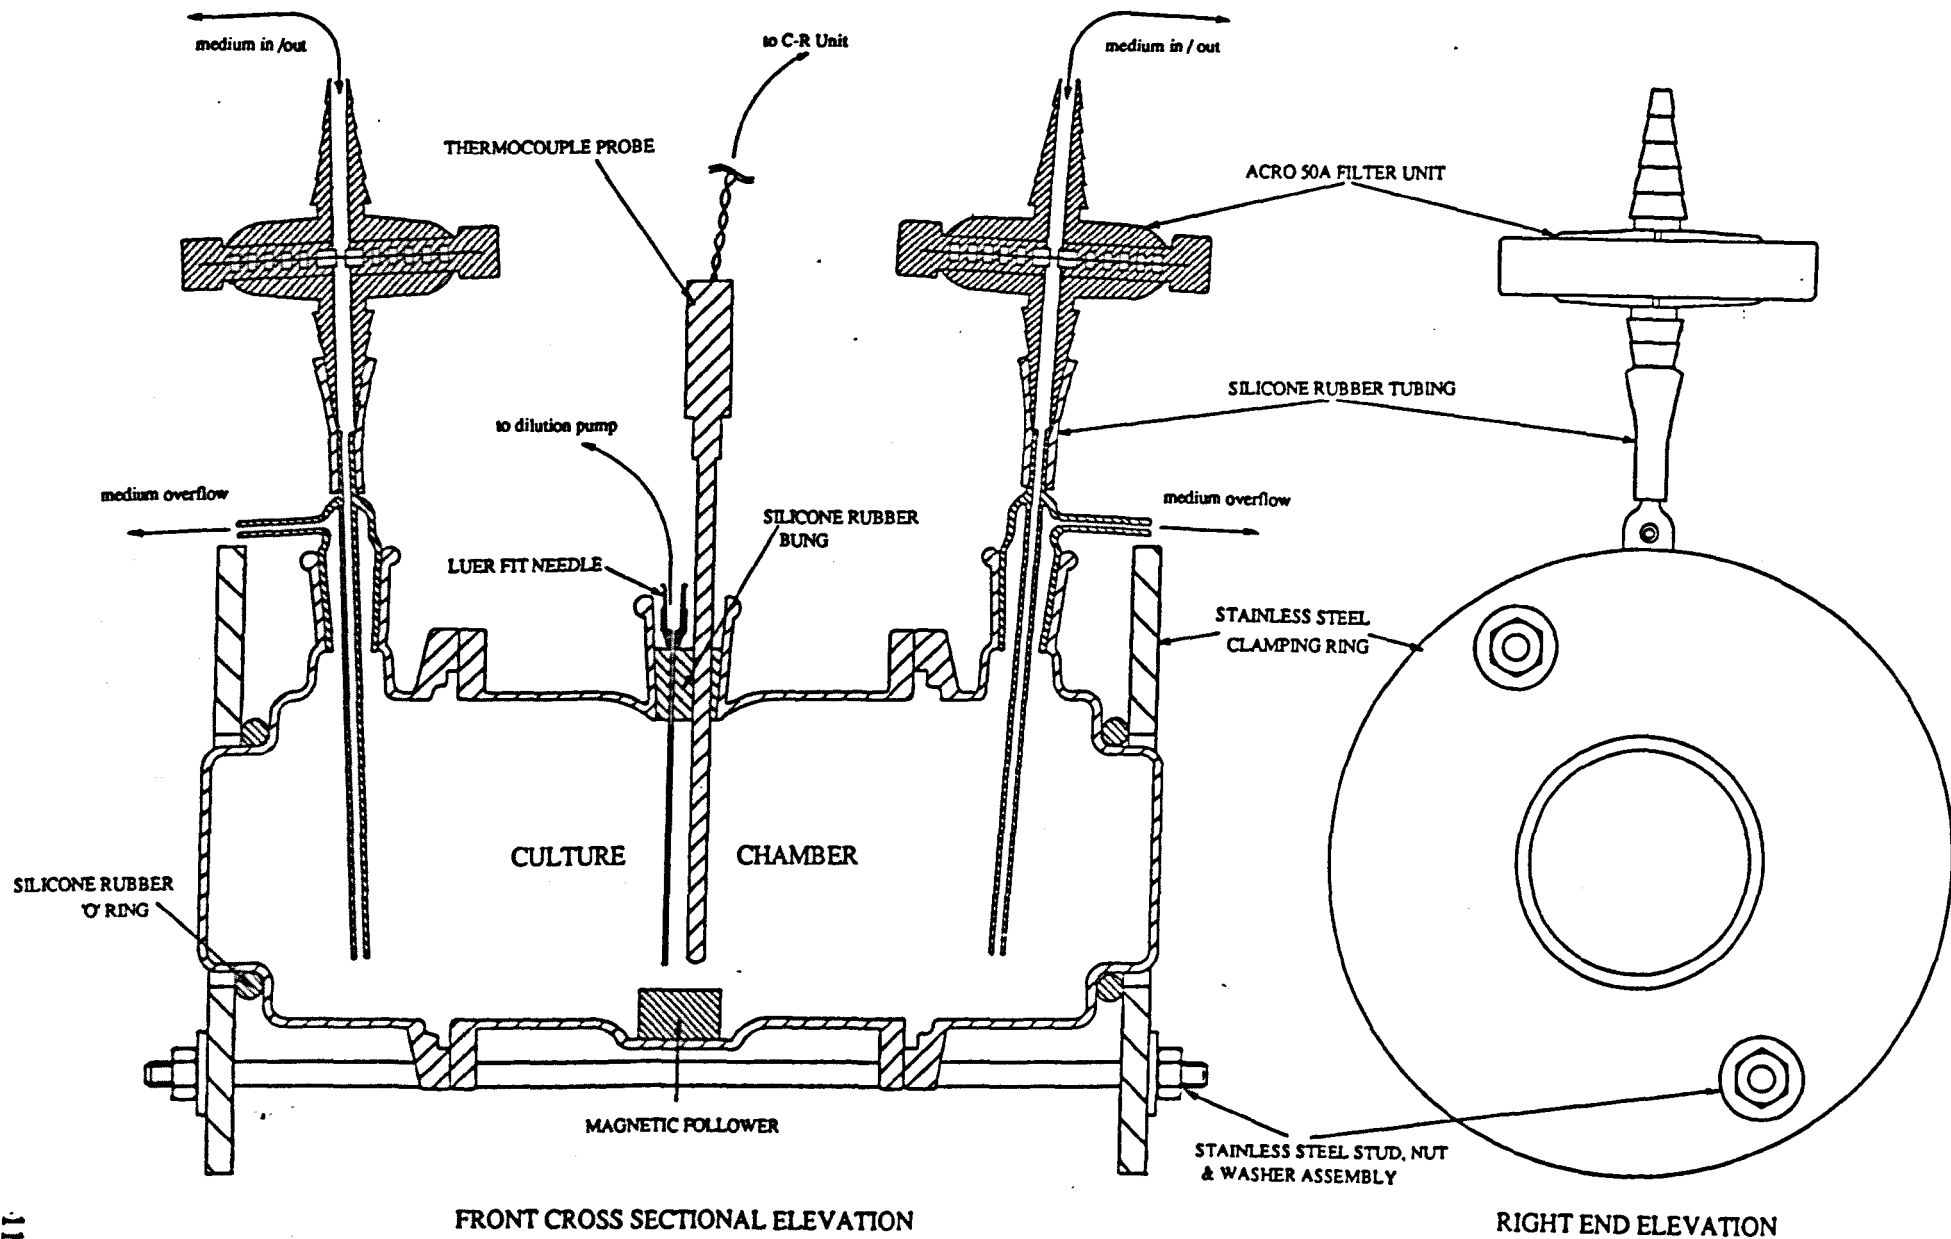 medium in /out
to C-R Unit
medium in / out
THERMOCOUPLE PROBE
ACRO 50A FILTER UNIT
SILICONE RUBBER TUBING
to dilution pump
medium overflow
medium overflow
SILICONE RUBBER
BUNG
LUER FIT NEEDLE
STAINLESS STEEL
CLAMPING RING
CULTURE CHAMBER
SILICONE RUBBER
'O' RING
MAGNETIC FOLLOWER
STAINLESS STEEL STUD, NUT
& WASHER ASSEMBLY
FRONT CROSS SECTIONAL ELEVATION
RIGHT END ELEVATION